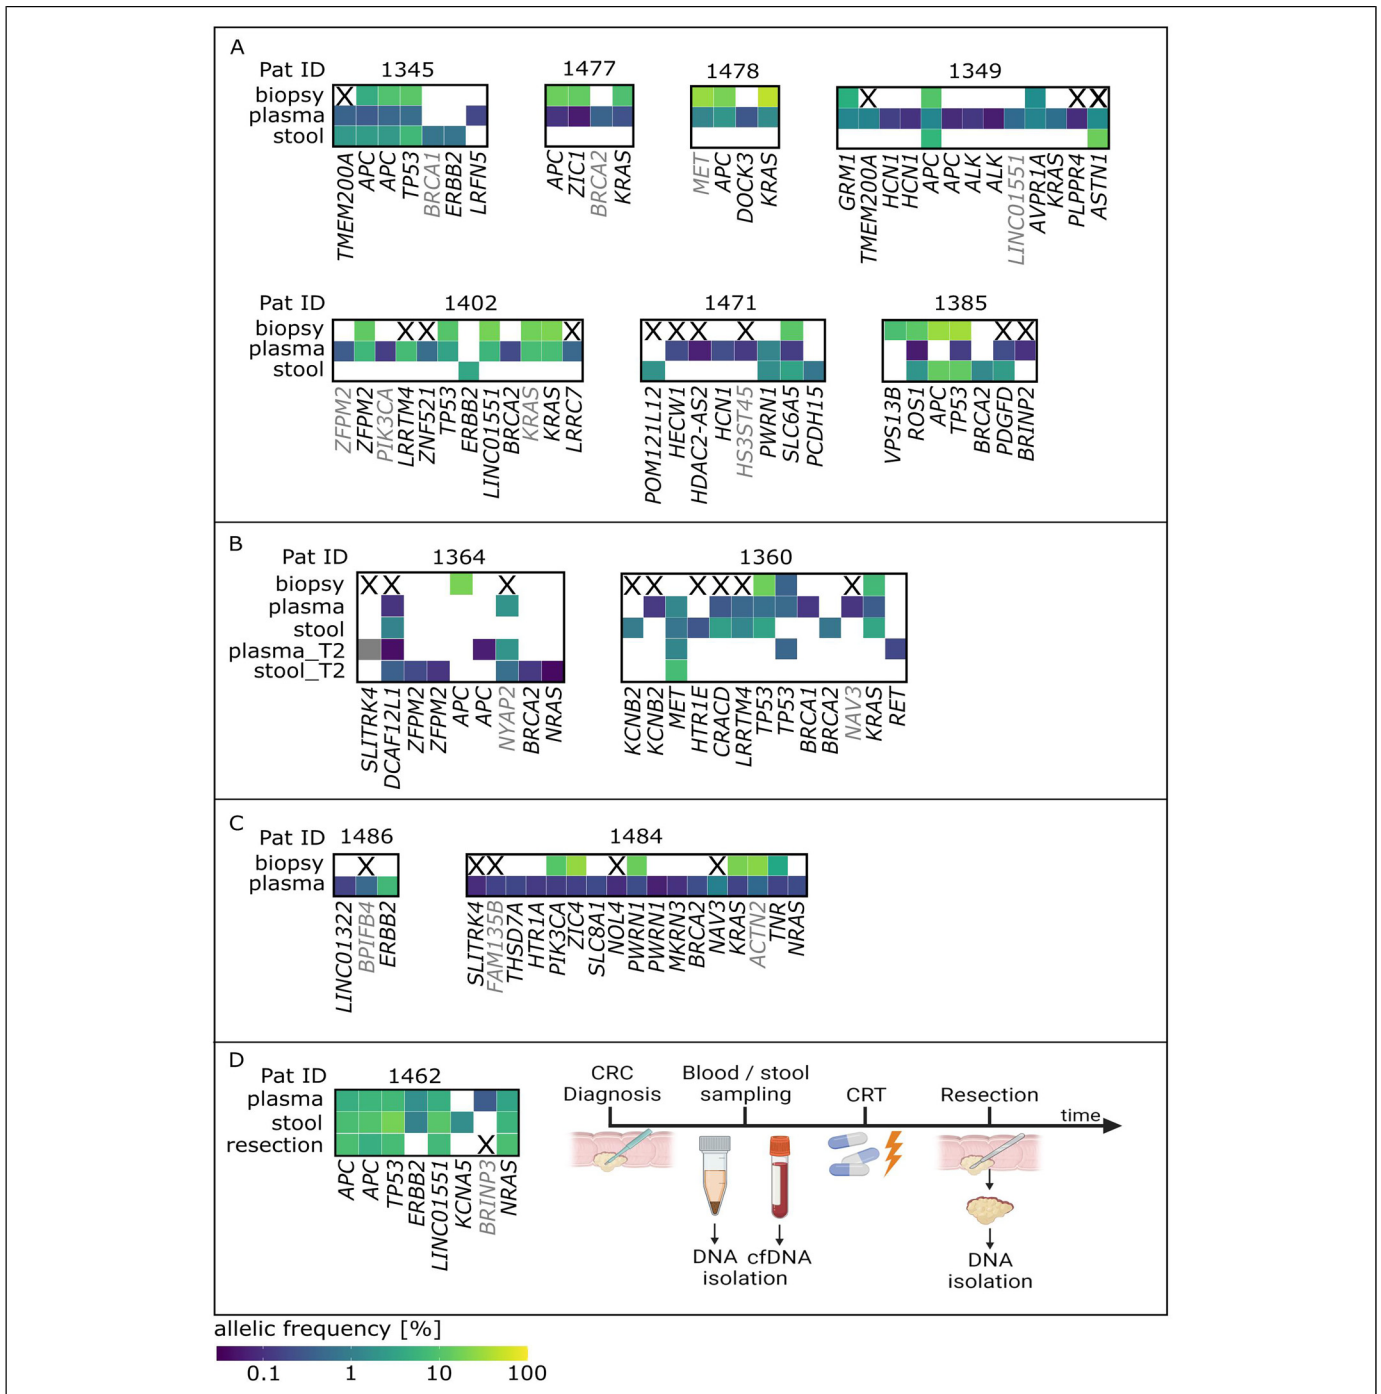 A
Pat ID 1345 1477 1478 1349
biopsy X X X X
plasma
stool
TMEM200A APC APC TP53 BRCA1 ERBB2 LRFN5 APC ZIC1 BRCA2 KRAS MET APC DOCK3 KRAS GRM1 TMEM200A HCN1 HCN1 APC APC ALK ALK LINC01551 AVPR1A KRAS PLPPR4 ASTN1
Pat ID 1402 1471 1385
biopsy X X X X X X X X X
plasma
stool
ZFPM2 ZFPM2 PIK3CA LRRTM4 ZNF521 TP53 ERBB2 LINC01551 BRCA2 KRAS KRAS LRRC7 POM121L12 HECW1 HDAC2-AS2 HCN1 HS3ST45 PWRN1 SLC6A5 PCDH15 VPS13B ROS1 APC TP53 BRCA2 PDGFD BRINP2
B
Pat ID 1364 1360
biopsy X X X X X X X X X
plasma
stool
plasma_T2
stool_T2
SLITRK4 DCAF12L1 ZFPM2 ZFPM2 APC APC NYAP2 BRCA2 NRAS KCNB2 KCNB2 MET HTR1E CRACD LRRTM4 TP53 TP53 BRCA1 BRCA2 NAV3 KRAS RET
C
Pat ID 1486 1484
biopsy X X X X X
plasma
LINC01322 BPIFB4 ERBB2 SLITRK4 FAM135B THSD7A HTR1A PIK3CA ZIC4 SLC8A1 NOL4 PWRN1 PWRN1 MKRN3 BRCA2 NAV3 KRAS ACTN2 TNR NRAS
D
Pat ID 1462
plasma
stool
resection X
APC APC TP53 ERBB2 LINC01551 KCNA5 BRINP3 NRAS
CRC
Diagnosis
Blood / stool
sampling
CRT
Resection
time
DNA cfDNA
isolation
DNA
isolation
allelic frequency [%]
0.1 1 10 100